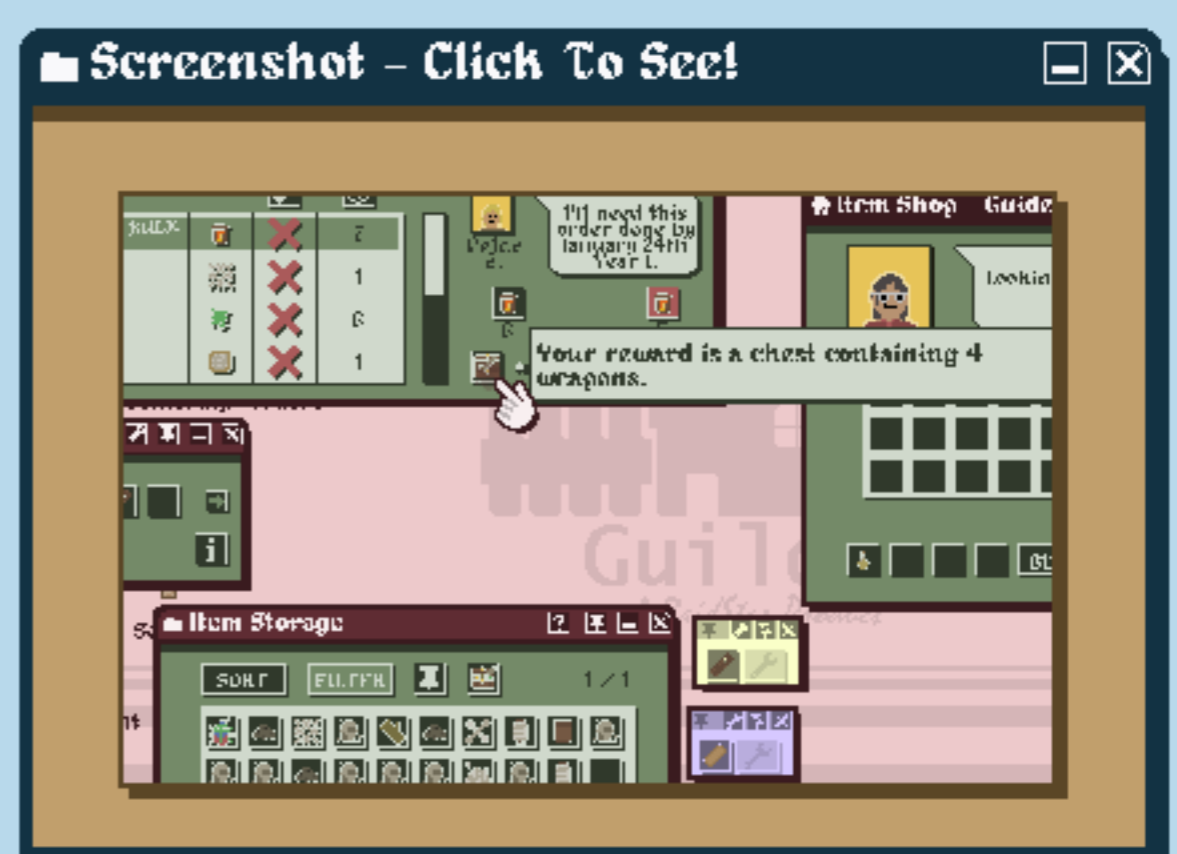 Screenshot - Click To See!
I'll need this
order done by
January 24th
Year 1.
Item Shop Guide
7
1
1
Your reward is a chest containing 4
weapons.
Guil
i
Item Storage
?
SORT FILTER 1/1